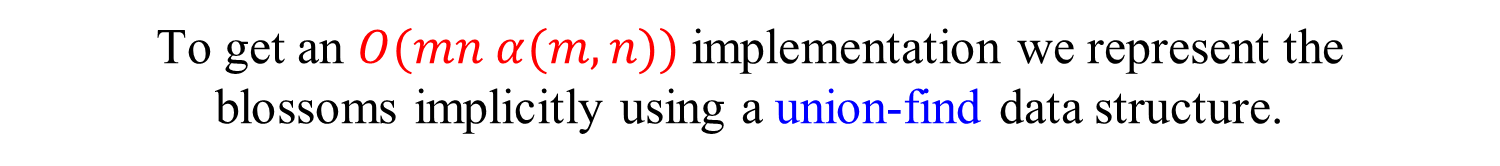 To get an O(mn α(m, n)) implementation we represent the
blossoms implicitly using a union-find data structure.